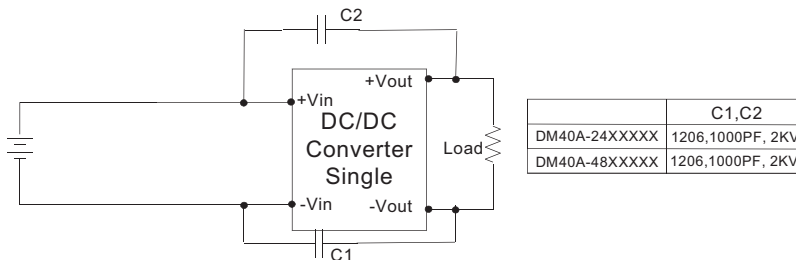 C2
+Vout
+Vin
DC/DC
Converter
Single
Load
-Vin
-Vout
C1
C1,C2
DM40A-24XXXXX 1206,1000PF, 2KV
DM40A-48XXXXX 1206,1000PF, 2KV